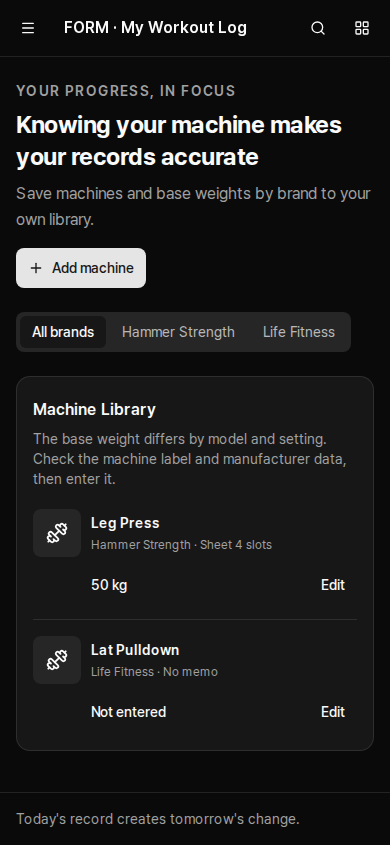 FORM · My Workout Log
YOUR PROGRESS, IN FOCUS
Knowing your machine makes
your records accurate
Save machines and base weights by brand to your
own library.
Add machine
All brands
Hammer Strength
Life Fitness
Machine Library
The base weight differs by model and setting.
Check the machine label and manufacturer data,
then enter it.
Leg Press
Hammer Strength · Sheet 4 slots
50 kg
Edit
Lat Pulldown
Life Fitness · No memo
Not entered
Edit
Today's record creates tomorrow's change.